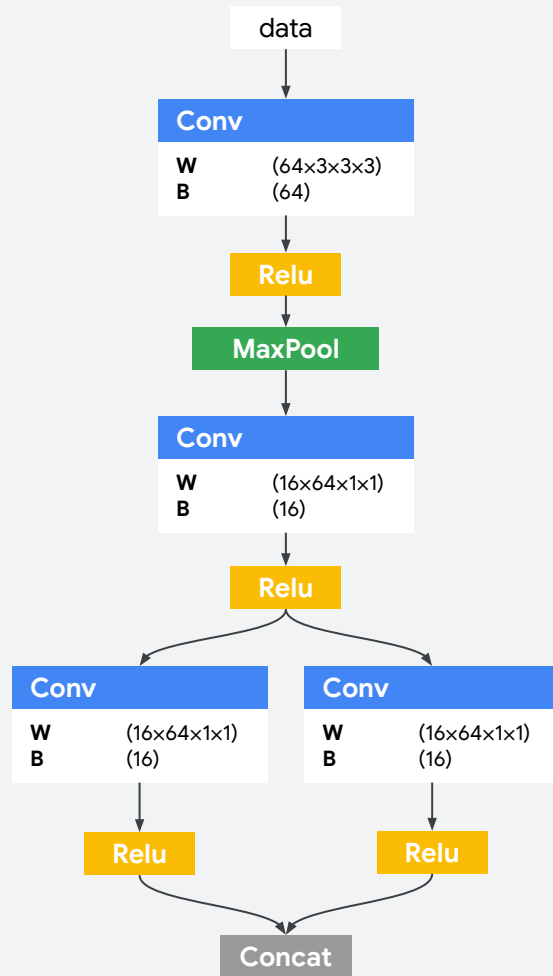 data
Conv
W (64×3×3×3)
B (64)
Relu
MaxPool
Conv
W (16×64×1×1)
B (16)
Relu
Conv
W (16×64×1×1)
B (16)
Relu
Conv
W (16×64×1×1)
B (16)
Relu
Concat